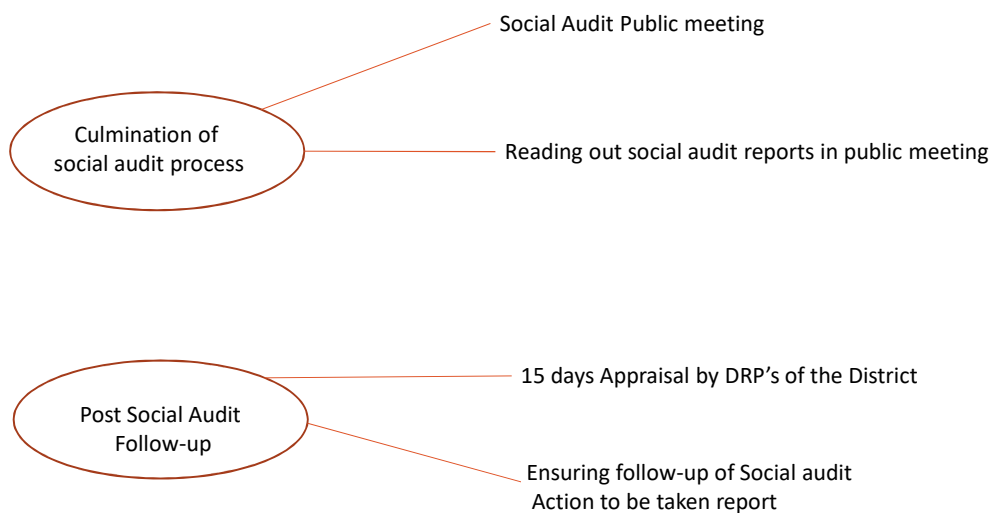 Social Audit Public meeting
Culmination of
social audit process
Reading out social audit reports in public meeting
15 days Appraisal by DRP's of the District
Post Social Audit
Follow-up
Ensuring follow-up of Social audit
Action to be taken report